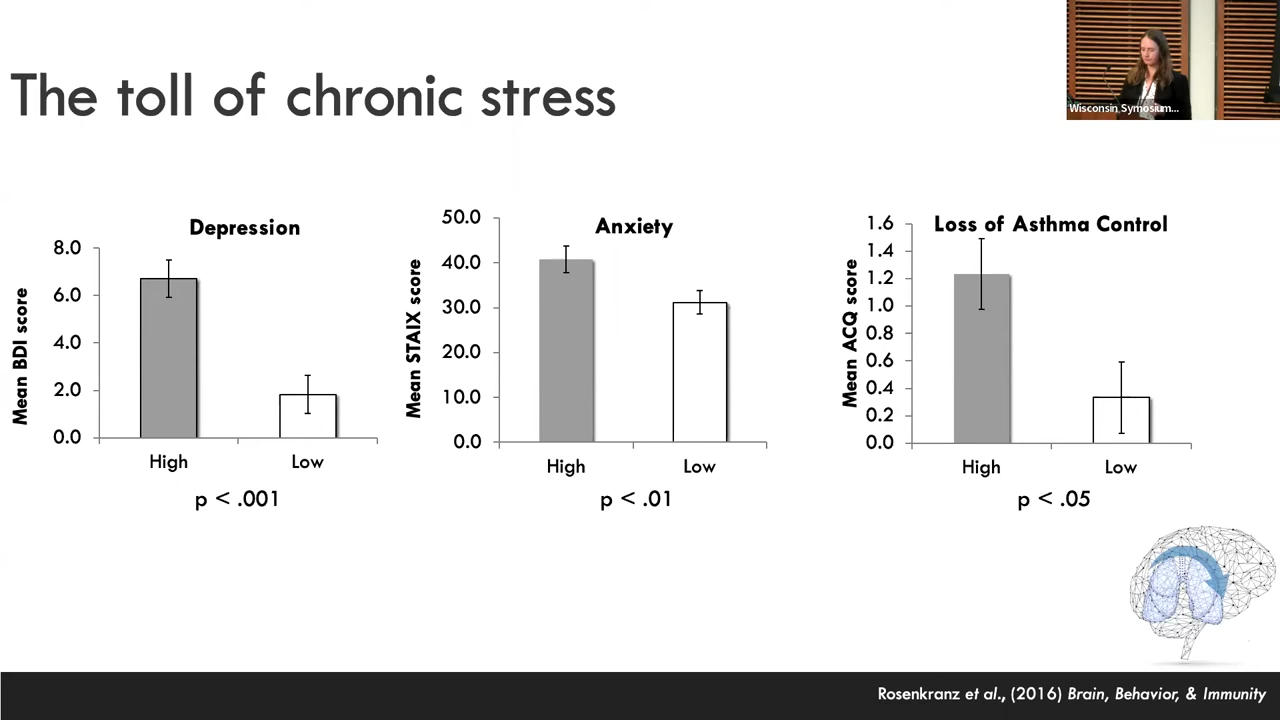 The toll of chronic stress
Wisconsin Symposium...
Depression
Mean BDI score
8.0
6.0
4.0
2.0
0.0
High Low
p < .001
Anxiety
Mean STAIX score
50.0
40.0
30.0
20.0
10.0
0.0
High Low
p < .01
Loss of Asthma Control
Mean ACQ score
1.6
1.4
1.2
1.0
0.8
0.6
0.4
0.2
0.0
High Low
p < .05
Rosenkranz et al., (2016) Brain, Behavior, & Immunity